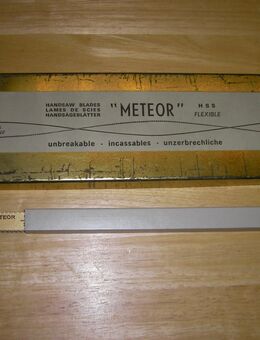 HANDSAW BLADES
LAMES DE SCIES
HANDSÄGEBLÄTTER
"METEOR"
HSS
FLEXIBLE
unbreakable · incassables · unzerbrechliche